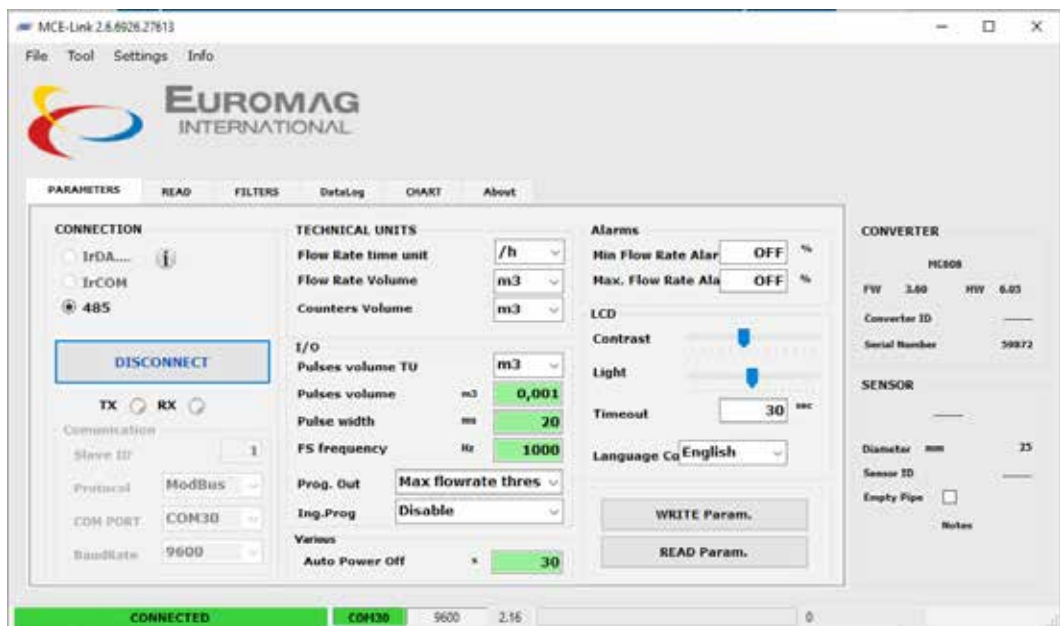 MCE-Link 2.6.6926.27613
File Tool Settings Info
EUROMAG
INTERNATIONAL
PARAMETERS READ FILTERS DataLog CHART About
CONNECTION
IrDA....
IrCOM
485
DISCONNECT
TX RX
Comunication
Slave ID 1
Protocol ModBus
COM PORT COM30
BaudRate 9600
TECHNICAL UNITS
Flow Rate time unit /h
Flow Rate Volume m3
Counters Volume m3
I/O
Pulses volume TU m3
Pulses volume m3 0,001
Pulse width ms 20
FS frequency Hz 1000
Prog. Out Max flowrate thres
Ing.Prog Disable
Various
Auto Power Off s 30
Alarms
Min Flow Rate Alar OFF %
Max. Flow Rate Ala OFF %
LCD
Contrast
Light
Timeout 30 sec
Language Co English
WRITE Param.
READ Param.
CONVERTER
MC608
FW 3.60 HW 6.03
Converter ID -----
Serial Number 59872
SENSOR
-----
Diameter mm 25
Sensor ID -----
Empty Pipe
Notes
CONNECTED COM30 9600 2.16 0